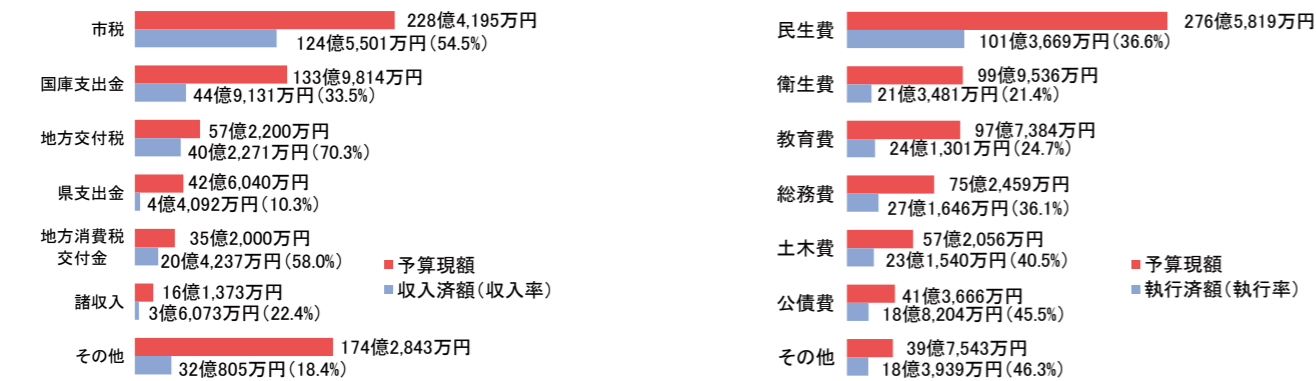 市税
228億4,195万円
124億5,501万円(54.5%)
国庫支出金
133億9,814万円
44億9,131万円(33.5%)
地方交付税
57億2,200万円
40億2,271万円(70.3%)
県支出金
42億6,040万円
4億4,092万円(10.3%)
地方消費税
交付金
35億2,000万円
20億4,237万円(58.0%)
諸収入
16億1,373万円
3億6,073万円(22.4%)
その他
174億2,843万円
32億805万円(18.4%)
予算現額
収入済額(収入率)
民生費
276億5,819万円
101億3,669万円(36.6%)
衛生費
99億9,536万円
21億3,481万円(21.4%)
教育費
97億7,384万円
24億1,301万円(24.7%)
総務費
75億2,459万円
27億1,646万円(36.1%)
土木費
57億2,056万円
23億1,540万円(40.5%)
公債費
41億3,666万円
18億8,204万円(45.5%)
その他
39億7,543万円
18億3,939万円(46.3%)
予算現額
執行済額(執行率)